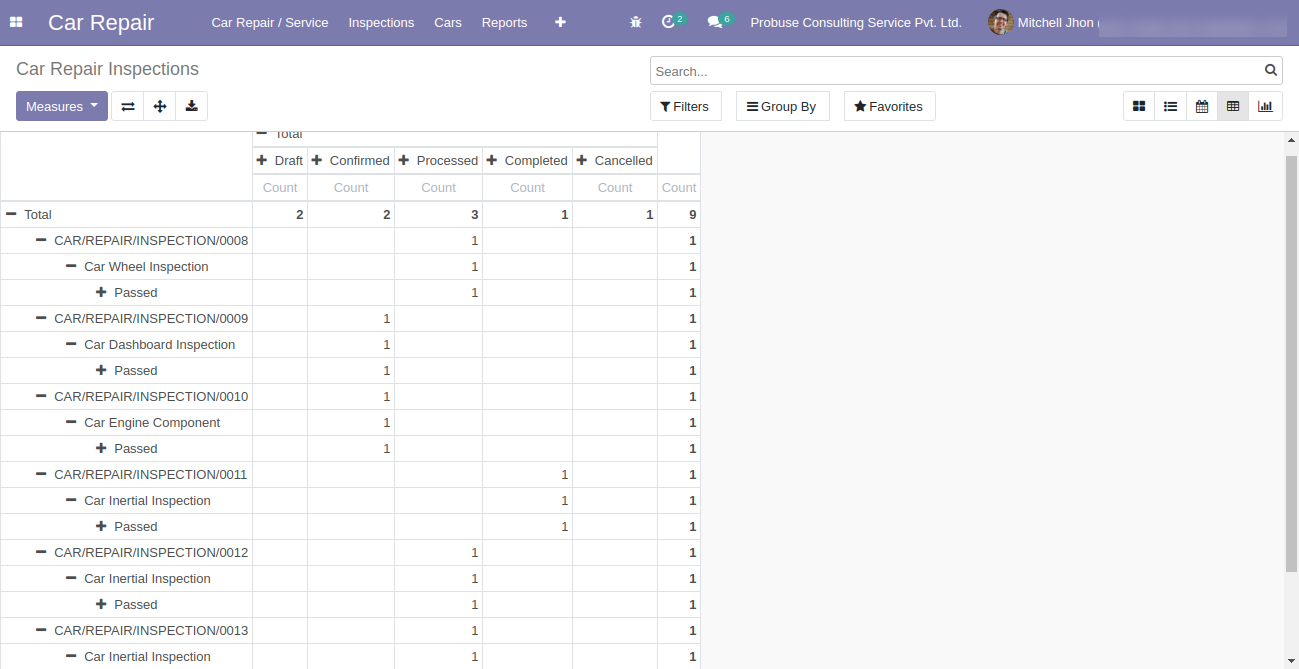 Car Repair Car Repair / Service Inspections Cars Reports 2 6 Probuse Consulting Service Pvt. Ltd. Mitchell Jhon (
Car Repair Inspections
Search...
Measures Filters Group By Favorites
Total
Draft Confirmed Processed Completed Cancelled
Count Count Count Count Count Count
Total 2 2 3 1 1 9
CAR/REPAIR/INSPECTION/0008 1 1
Car Wheel Inspection 1 1
Passed 1 1
CAR/REPAIR/INSPECTION/0009 1 1
Car Dashboard Inspection 1 1
Passed 1 1
CAR/REPAIR/INSPECTION/0010 1 1
Car Engine Component 1 1
Passed 1 1
CAR/REPAIR/INSPECTION/0011 1 1
Car Inertial Inspection 1 1
Passed 1 1
CAR/REPAIR/INSPECTION/0012 1 1
Car Inertial Inspection 1 1
Passed 1 1
CAR/REPAIR/INSPECTION/0013 1 1
Car Inertial Inspection 1 1